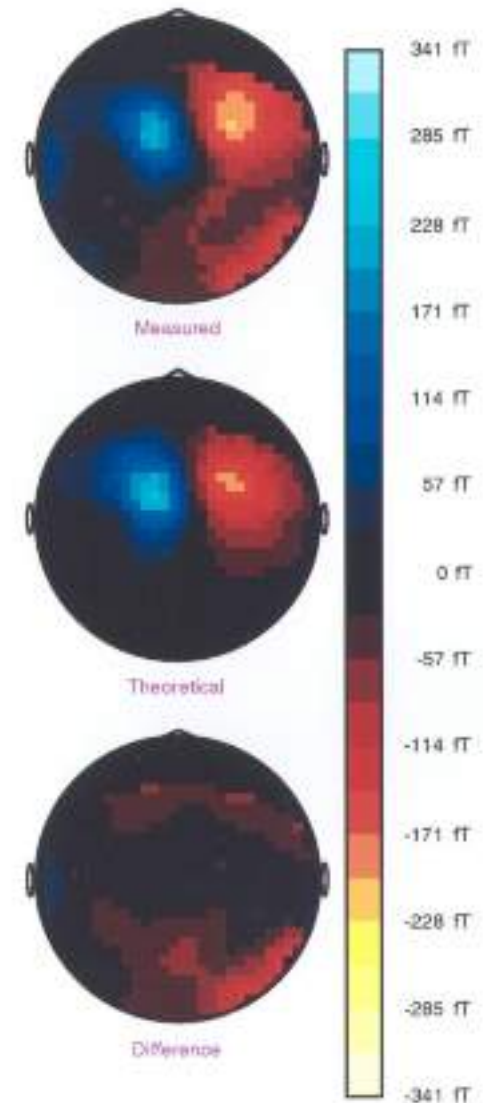 341 fT
285 fT
228 fT
171 fT
114 fT
57 fT
0 fT
-57 fT
-114 fT
-171 fT
-228 fT
-285 fT
-341 fT
Measured
Theoretical
Difference